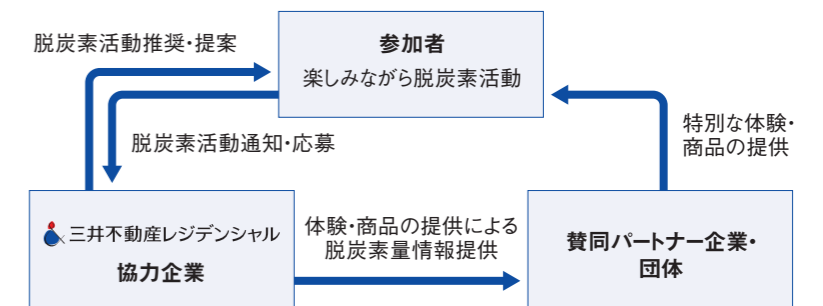 脱炭素活動推奨・提案
参加者
楽しみながら脱炭素活動
脱炭素活動通知・応募
特別な体験・
商品の提供
三井不動産レジデンシャル
協力企業
体験・商品の提供による
脱炭素量情報提供
賛同パートナー企業・
団体